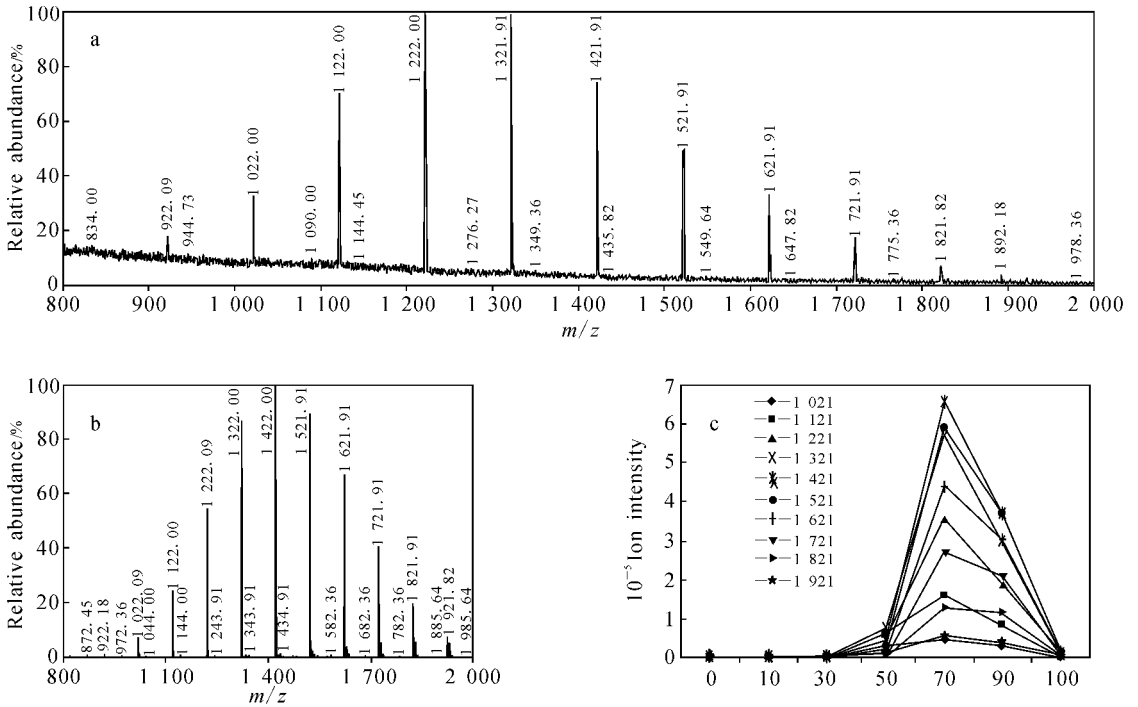 a
Relative abundance/%
100
80
60
40
20
0
834. 00
922. 09
944. 73
1 022. 00
1 090. 00
1 122. 00
1 144. 45
1 222. 00
1 276. 27
1 321. 91
1 349. 36
1 421. 91
1 435. 82
1 521. 91
1 549. 64
1 621. 91
1 647. 82
1 721. 91
1 775. 36
1 821. 82
1 892. 18
1 978. 36
800 900 1 000 1 100 1 200 1 300 1 400 1 500 1 600 1 700 1 800 1 900 2 000
m/z
b
Relative abundance/%
100
80
60
40
20
0
872. 45
922. 18
972. 36
1 022. 09
1 044. 00
1 122. 00
1 144. 00
1 222. 09
1 243. 91
1 322. 00
1 343. 91
1 422. 00
1 434. 91
1 521. 91
1 582. 36
1 621. 91
1 682. 36
1 721. 91
1 782. 36
1 821. 91
1 885. 64
1 921. 82
1 985. 64
800 1 100 1 400 1 700 2 000
m/z
c
10⁻⁵ Ion intensity
7
6
5
4
3
2
1
0
1 021
1 121
1 221
1 321
1 421
1 521
1 621
1 721
1 821
1 921
0 10 30 50 70 90 100